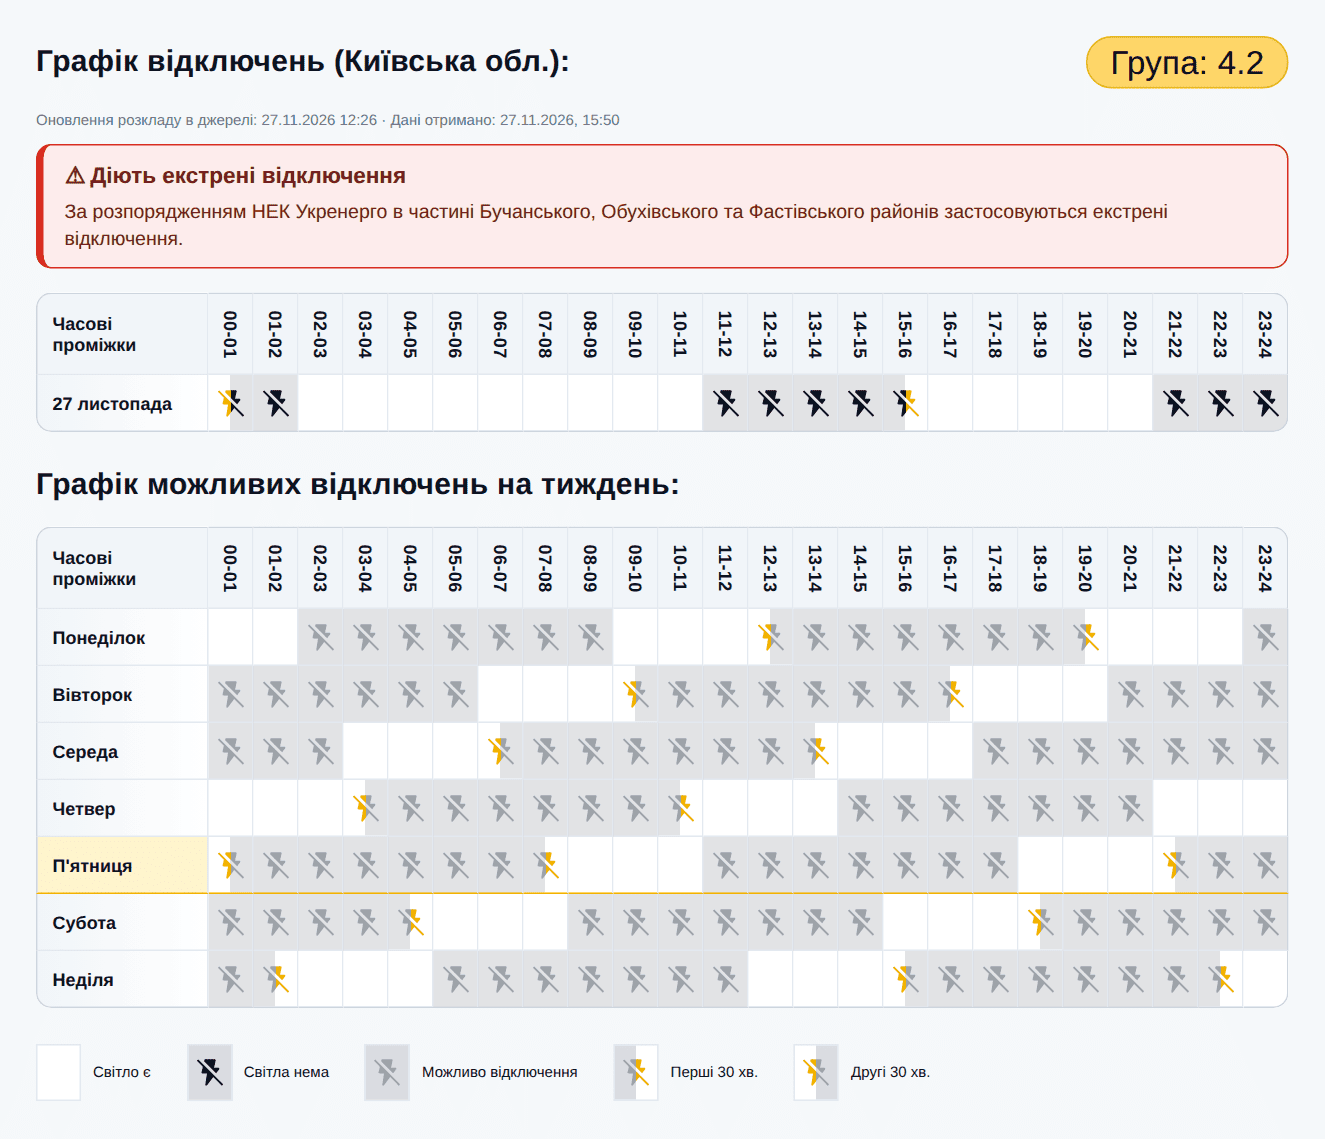 Графік відключень (Київська обл.):
Група: 4.2
Оновлення розкладу в джерелі: 27.11.2026 12:26 · Дані отримано: 27.11.2026, 15:50
⚠ Діють екстрені відключення
За розпорядженням НЕК Укренерго в частині Бучанського, Обухівського та Фастівського районів застосовуються екстрені
відключення.
Часові
проміжки
00-01 01-02 02-03 03-04 04-05 05-06 06-07 07-08 08-09 09-10 10-11 11-12 12-13 13-14 14-15 15-16 16-17 17-18 18-19 19-20 20-21 21-22 22-23 23-24
27 листопада
Графік можливих відключень на тиждень:
Часові
проміжки
00-01 01-02 02-03 03-04 04-05 05-06 06-07 07-08 08-09 09-10 10-11 11-12 12-13 13-14 14-15 15-16 16-17 17-18 18-19 19-20 20-21 21-22 22-23 23-24
Понеділок
Вівторок
Середа
Четвер
П'ятниця
Субота
Неділя
Світло є
Світла нема
Можливо відключення
Перші 30 хв.
Другі 30 хв.